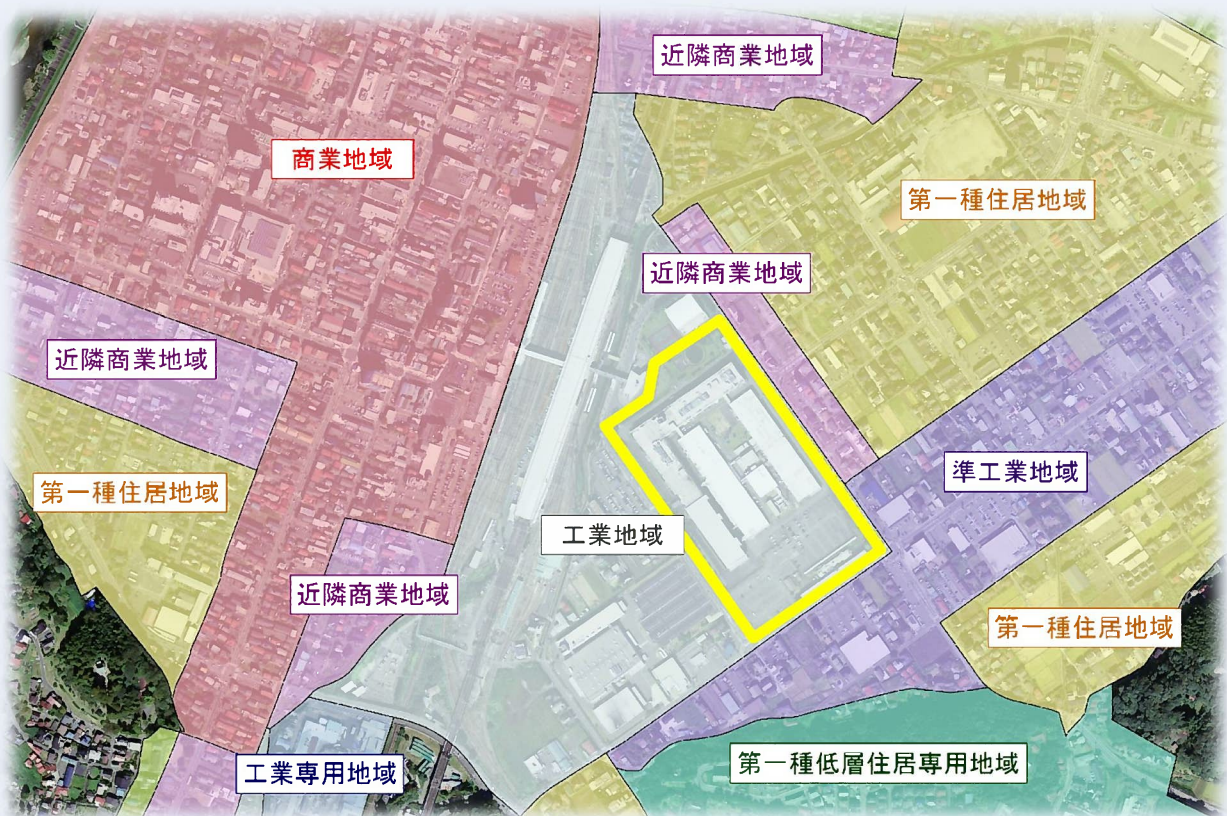 近隣商業地域
商業地域
第一種住居地域
近隣商業地域
近隣商業地域
準工業地域
第一種住居地域
工業地域
近隣商業地域
第一種住居地域
第一種低層住居専用地域
工業専用地域